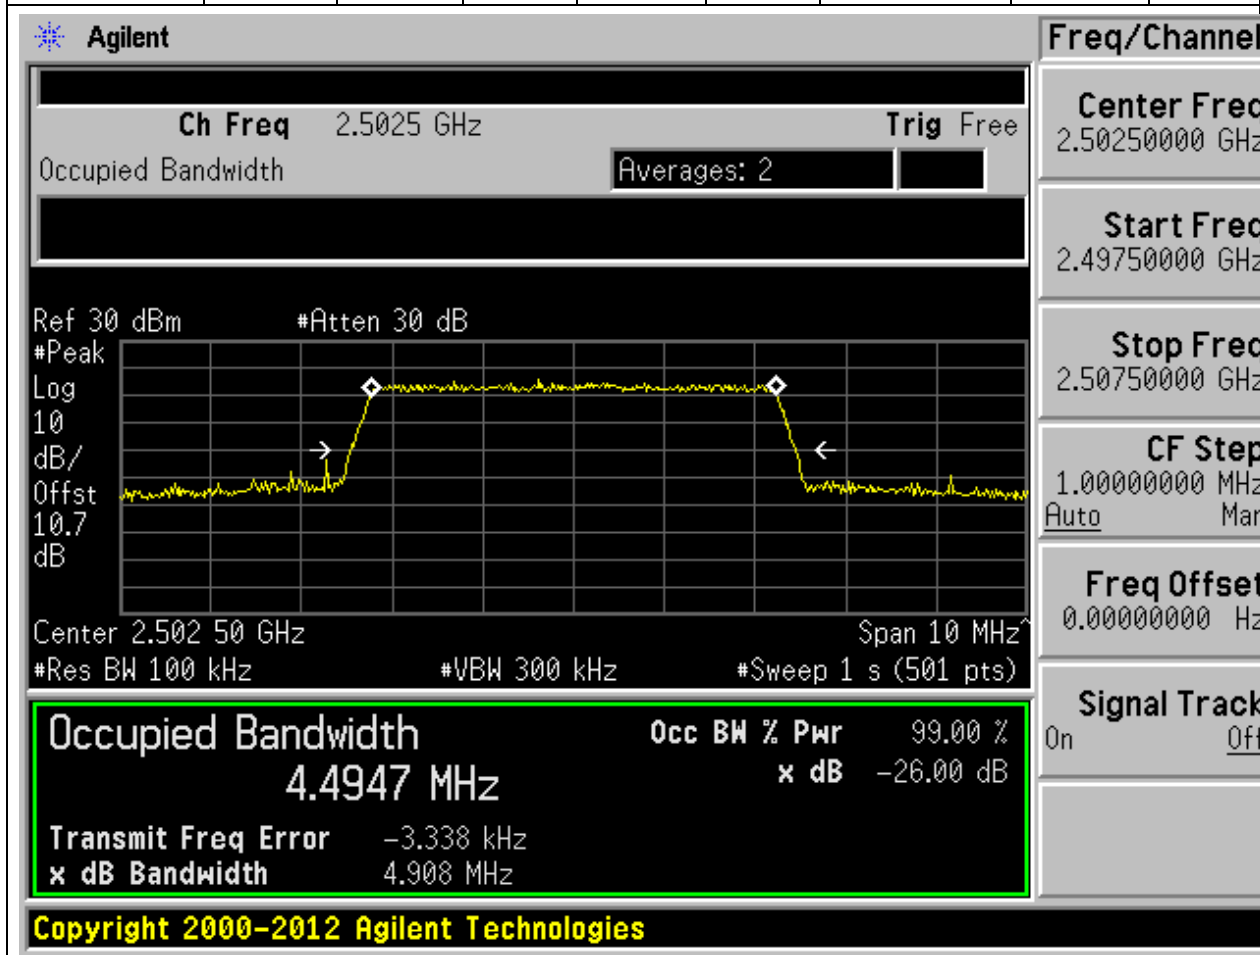 Agilent
Freq/Channel
Ch Freq 2.5025 GHz Trig Free
Occupied Bandwidth Averages: 2
Center Freq
2.50250000 GHz
Start Freq
2.49750000 GHz
Stop Freq
2.50750000 GHz
CF Step
1.00000000 MHz
Auto Man
Freq Offset
0.00000000 Hz
Signal Track
On Off
Ref 30 dBm #Atten 30 dB
#Peak
Log
10
dB/
Offst
10.7
dB
Center 2.502 50 GHz Span 10 MHz^
#Res BW 100 kHz #VBW 300 kHz #Sweep 1 s (501 pts)
Occupied Bandwidth Occ BW % Pwr 99.00 %
4.4947 MHz x dB -26.00 dB
Transmit Freq Error -3.338 kHz
x dB Bandwidth 4.908 MHz
Copyright 2000-2012 Agilent Technologies